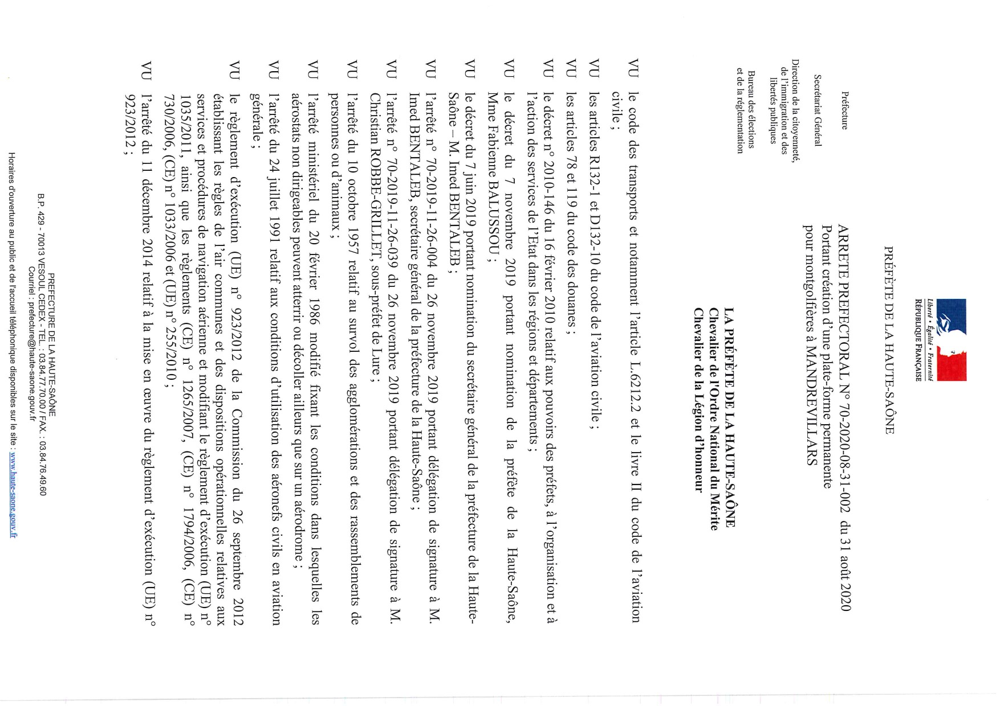 Liberté • Égalité • Fraternité
RÉPUBLIQUE FRANÇAISE
PRÉFÈTE DE LA HAUTE-SAÔNE
Préfecture
Secrétariat Général
Direction de la citoyenneté,
de l'immigration et des
libertés publiques
Bureau des élections
et de la réglementation
ARRETE PREFECTORAL N° 70-2020-08-31-002 du 31 août 2020
Portant création d'une plate-forme permanente
pour montgolfières à MANDREVILLARS
LA PRÉFÈTE DE LA HAUTE-SAÔNE
Chevalier de l'Ordre National du Mérite
Chevalier de la Légion d'honneur
VU le code des transports et notamment l'article L.6212.2 et le livre II du code de l'aviation
civile ;
VU les articles R132-1 et D132-10 du code de l'aviation civile ;
VU les articles 78 et 119 du code des douanes ;
VU le décret n° 2010-146 du 16 février 2010 relatif aux pouvoirs des préfets, à l'organisation et à
l'action des services de l'Etat dans les régions et départements ;
VU le décret du 7 novembre 2019 portant nomination de la préfète de la Haute-Saône,
Mme Fabienne BALUSSOU ;
VU le décret du 7 juin 2019 portant nomination du secrétaire général de la préfecture de la Haute-
Saône – M. Imed BENTALEB ;
VU l'arrêté n° 70-2019-11-26-004 du 26 novembre 2019 portant délégation de signature à M.
Imed BENTALEB, secrétaire général de la préfecture de la Haute-Saône ;
VU l'arrêté n° 70-2019-11-26-039 du 26 novembre 2019 portant délégation de signature à M.
Christian ROBBE-GRILLET, sous-préfet de Lure ;
VU l'arrêté du 10 octobre 1957 relatif au survol des agglomérations et des rassemblements de
personnes ou d'animaux ;
VU l'arrêté ministériel du 20 février 1986 modifié fixant les conditions dans lesquelles les
aérostats non dirigeables peuvent atterrir ou décoller ailleurs que sur un aérodrome ;
VU l'arrêté du 24 juillet 1991 relatif aux conditions d'utilisation des aéronefs civils en aviation
générale ;
VU le règlement d'exécution (UE) n° 923/2012 de la Commission du 26 septembre 2012
établissant les règles de l'air communes et des dispositions opérationnelles relatives aux
services et procédures de navigation aérienne et modifiant le règlement d'exécution (UE) n°
1035/2011, ainsi que les règlements (CE) n° 1265/2007, (CE) n° 1794/2006, (CE) n°
730/2006, (CE) n° 1033/2006 et (UE) n° 255/2010 ;
VU l'arrêté du 11 décembre 2014 relatif à la mise en œuvre du règlement d'exécution (UE) n°
923/2012 ;
PREFECTURE DE LA HAUTE-SAÔNE
B.P. 429 - 70013 VESOUL CEDEX - TEL. : 03.84.77.70.00 / FAX. : 03.84.76.49.60
Courriel : prefecture@haute-saone.gouv.fr
Horaires d'ouverture au public et de l'accueil téléphonique disponibles sur le site : www.haute-saone.gouv.fr